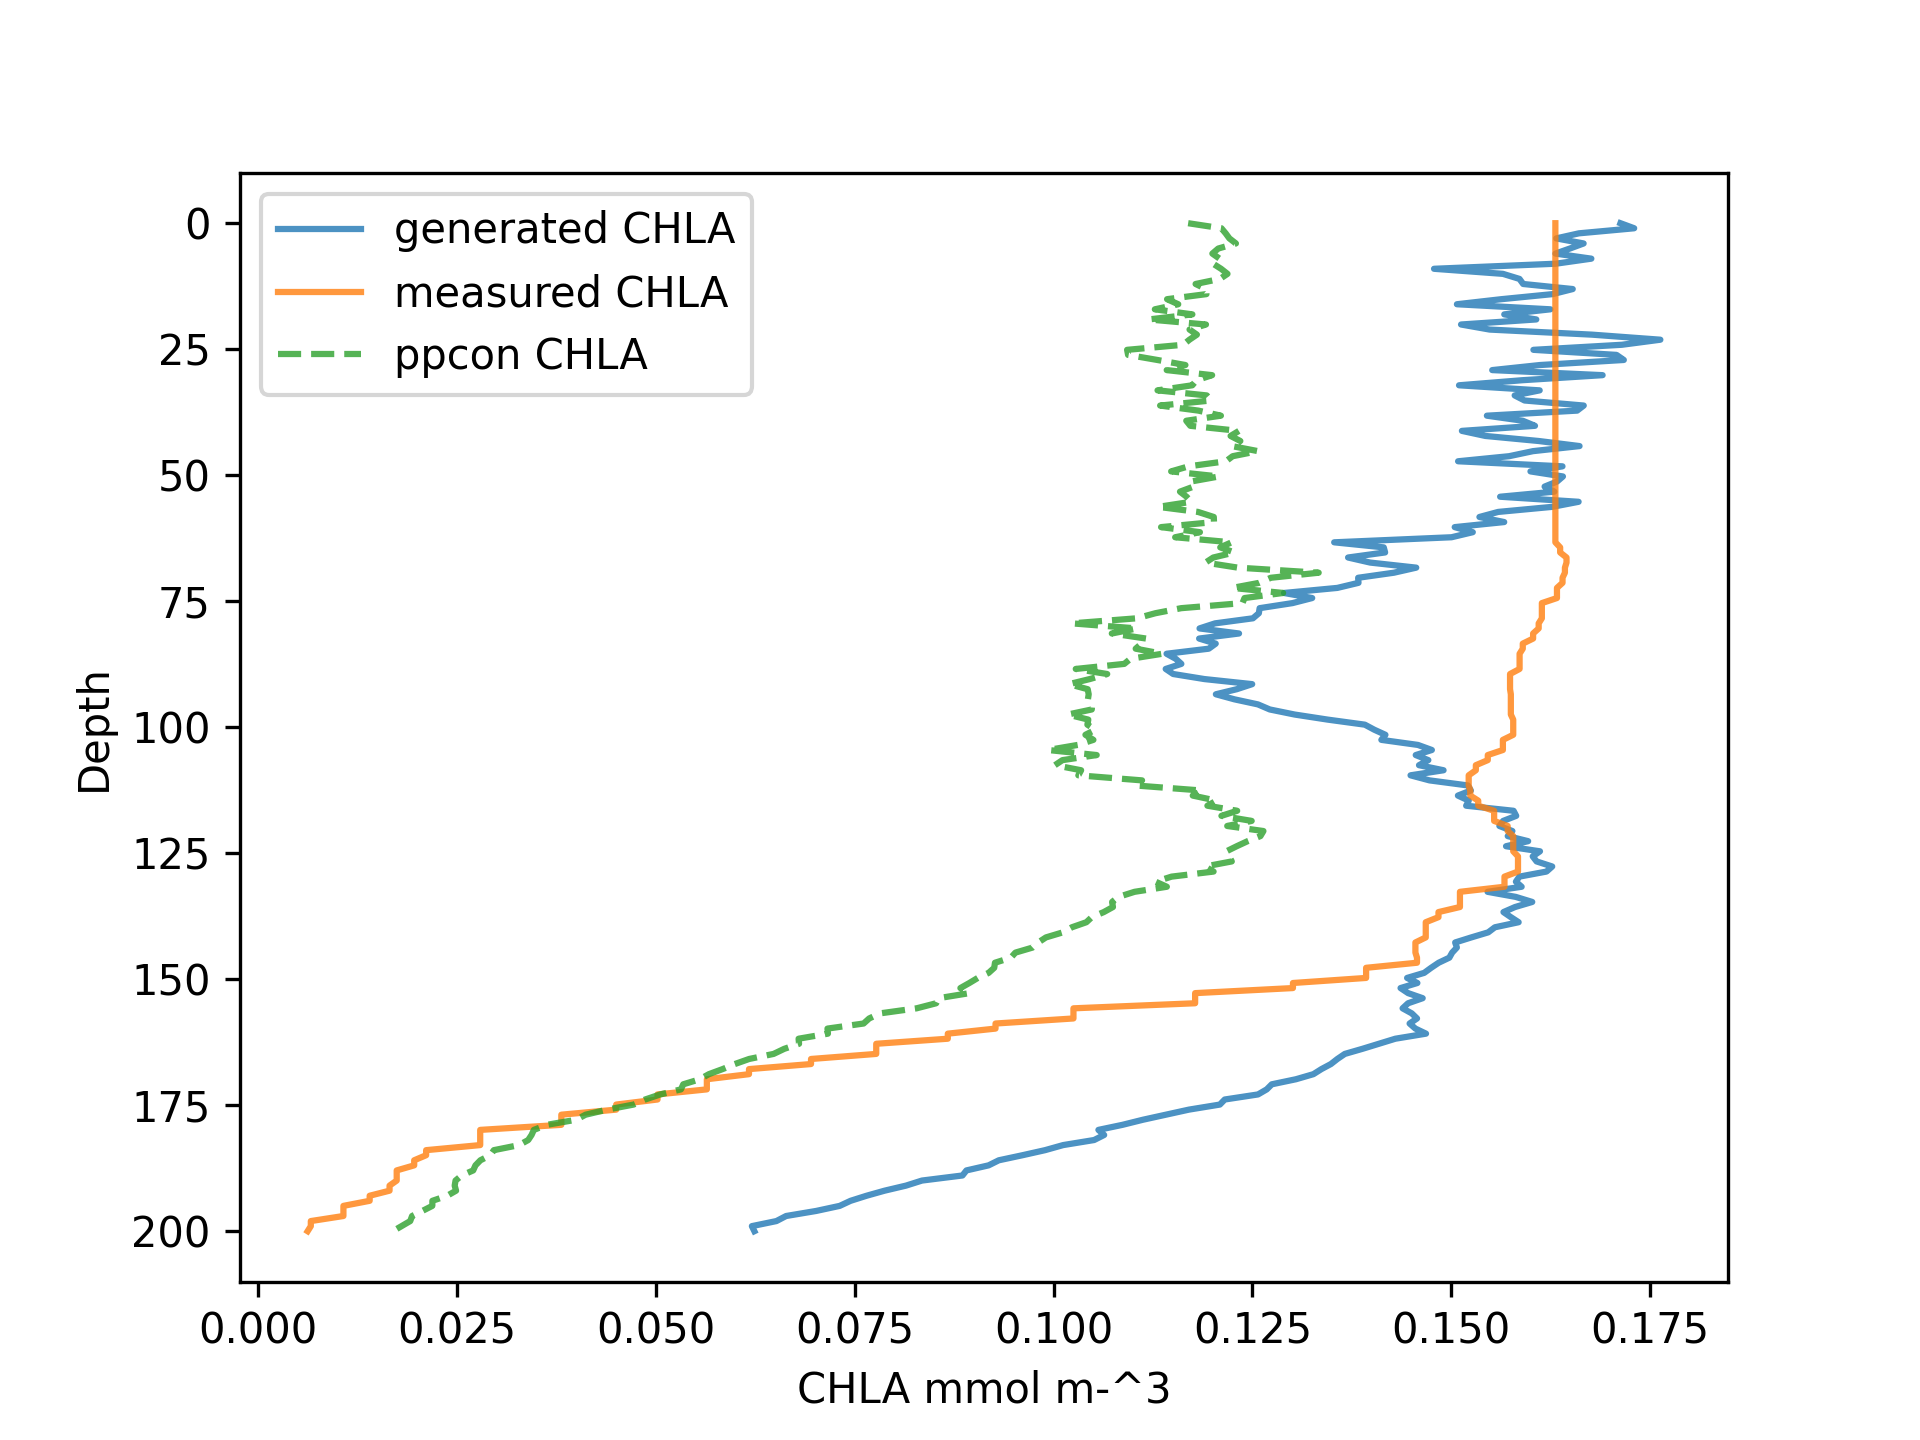 generated CHLA
measured CHLA
ppcon CHLA
0
25
50
75
100
125
150
175
200
Depth
0.000 0.025 0.050 0.075 0.100 0.125 0.150 0.175
CHLA mmol m-^3